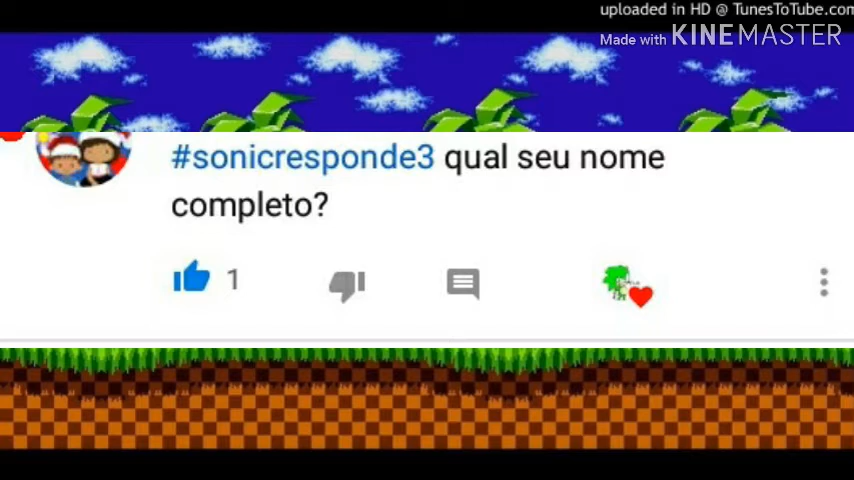 uploaded in HD @ TunesToTube.com
Made with KINEMASTER
#sonicresponde3 qual seu nome
completo?
1